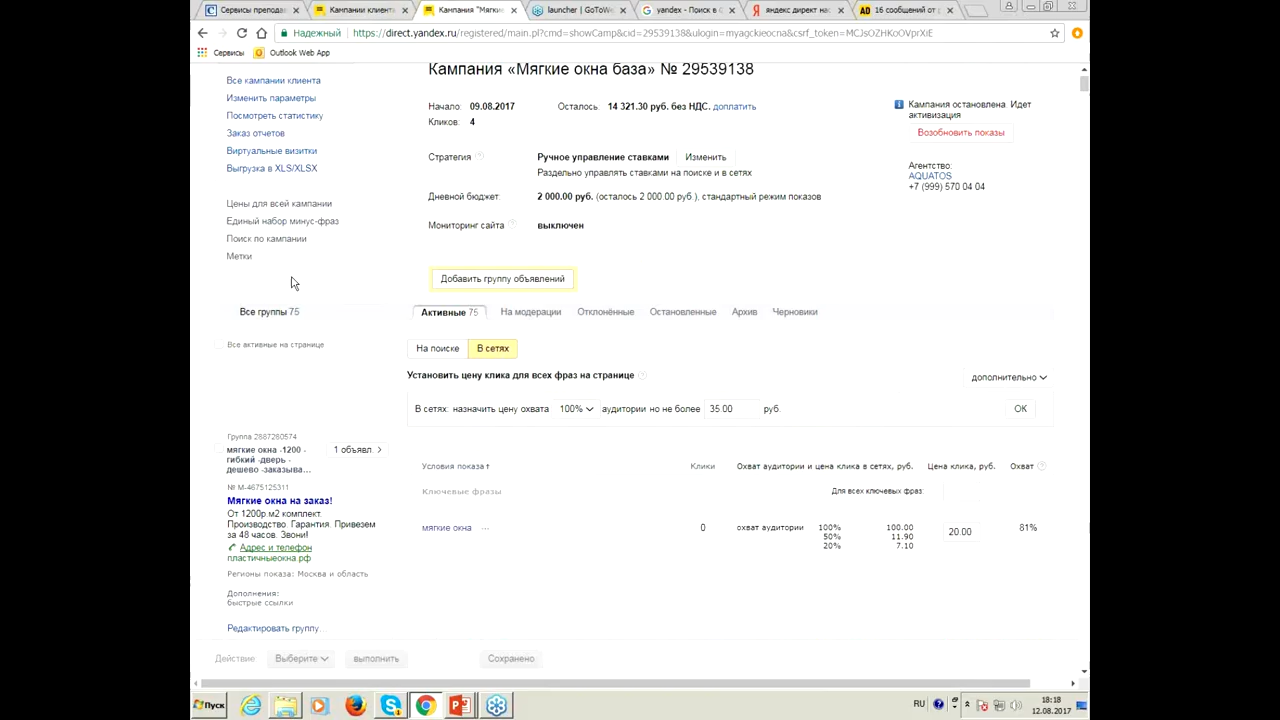 Сервисы препода
Кампании клиента
Кампания "Мягкие
launcher | GoToWe
yandex - Поиск в G
яндекс директ нас
16 сообщений от р
Надежный
https://direct.yandex.ru/registered/main.pl?cmd=showCamp&cid=29539138&ulogin=myagckieocna&csrf_token=MCJsOZHKoOVprXiE
Сервисы
Outlook Web App
Кампания «Мягкие окна база» № 29539138
Все кампании клиента
Изменить параметры
Посмотреть статистику
Заказ отчетов
Виртуальные визитки
Выгрузка в XLS/XLSX
Цены для всей кампании
Единый набор минус-фраз
Поиск по кампании
Метки
Начало: 09.08.2017 Осталось: 14 321.30 руб. без НДС. доплатить
Кликов: 4
Стратегия Ручное управление ставками Изменить
Раздельно управлять ставками на поиске и в сетях
Дневной бюджет: 2 000.00 руб. (осталось 2 000.00 руб.), стандартный режим показов
Мониторинг сайта выключен
Кампания остановлена. Идет
активизация
Возобновить показы
Агентство:
AQUATOS
+7 (999) 570 04 04
Добавить группу объявлений
Все группы 75
Активные 75 На модерации Отклонённые Остановленные Архив Черновики
Все активные на странице
На поиске В сетях
Установить цену клика для всех фраз на странице
дополнительно
В сетях: назначить цену охвата 100% аудитории но не более 35.00 руб. OK
Группа 2887260574
мягкие окна -1200 -
гибкий -дверь -
дешево -заказыва...
1 объявл.
№ M-4675125311
Мягкие окна на заказ!
От 1200р.м2 комплект.
Производство. Гарантия. Привезем
за 48 часов. Звони!
Адрес и телефон
пластичныеокна.рф
Регионы показа: Москва и область
Дополнения:
быстрые ссылки
Редактировать группу...
Условия показа Клики Охват аудитории и цена клика в сетях, руб. Цена клика, руб. Охват
Ключевые фразы Для всех ключевых фраз:
мягкие окна ... 0 охват аудитории 100% 100.00 20.00 81%
50% 11.90
20% 7.10
Действие Выберите выполнить Сохранено
Пуск
RU
18:18
12.08.2017